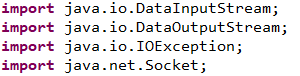 import java.io.DataInputStream;
import java.io.DataOutputStream;
import java.io.IOException;
import java.net.Socket;